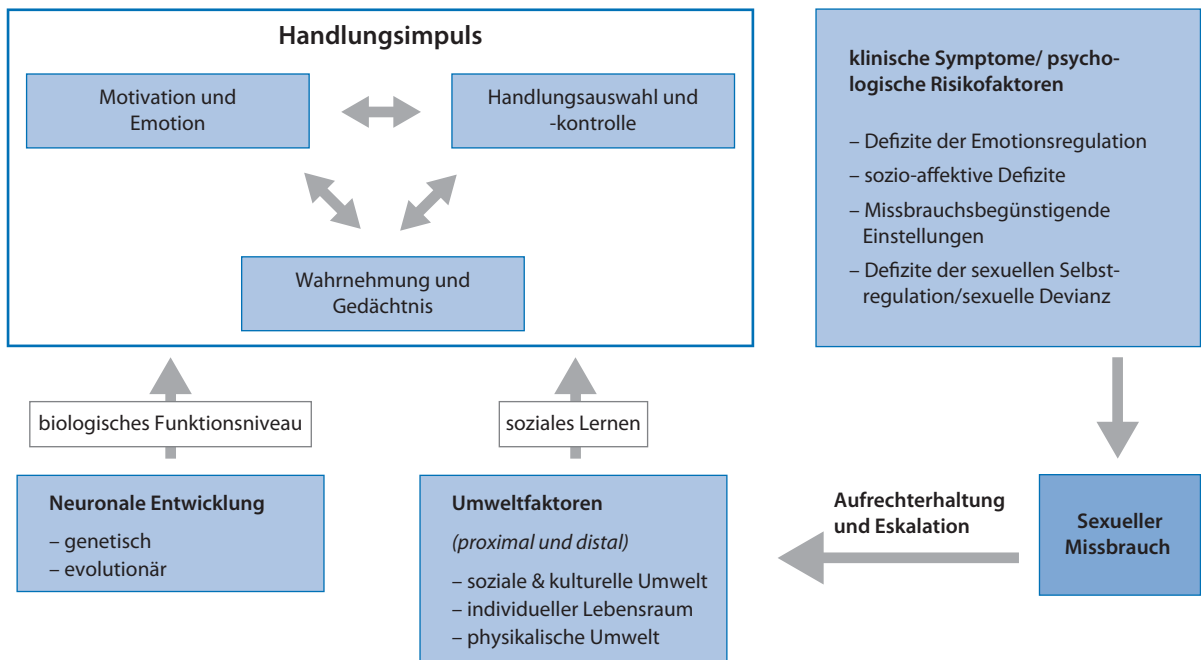 Handlungsimpuls
Motivation und
Emotion
Handlungsauswahl und
-kontrolle
Wahrnehmung und
Gedächtnis
klinische Symptome/ psycho-
logische Risikofaktoren
– Defizite der Emotionsregulation
– sozio-affektive Defizite
– Missbrauchsbegünstigende
Einstellungen
– Defizite der sexuellen Selbst-
regulation/sexuelle Devianz
biologisches Funktionsniveau
soziales Lernen
Neuronale Entwicklung
– genetisch
– evolutionär
Umweltfaktoren
(proximal und distal)
– soziale & kulturelle Umwelt
– individueller Lebensraum
– physikalische Umwelt
Aufrechterhaltung
und Eskalation
Sexueller
Missbrauch